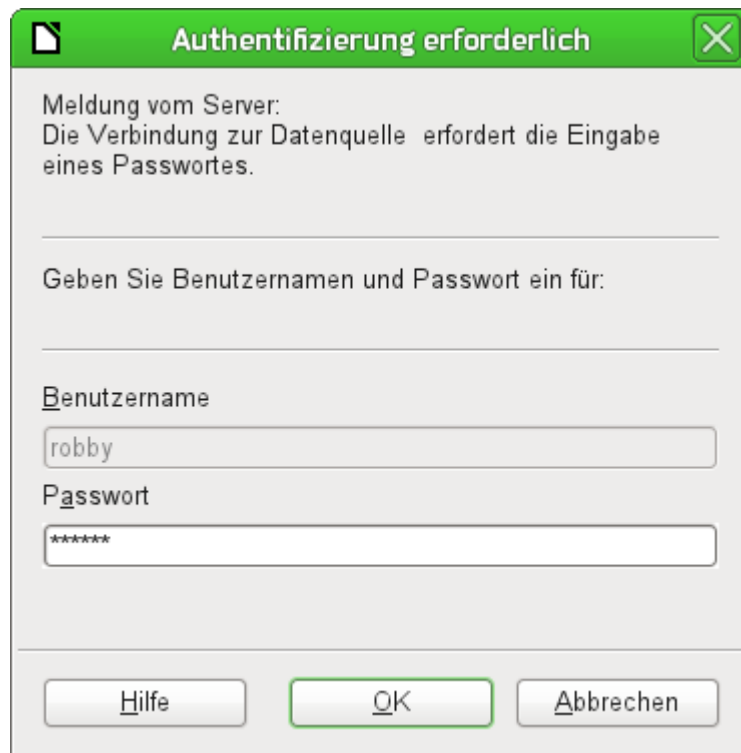 Authentifizierung erforderlich
Meldung vom Server:
Die Verbindung zur Datenquelle  erfordert die Eingabe
eines Passwortes.
Geben Sie Benutzernamen und Passwort ein für:
Benutzername
robby
Passwort
******
Hilfe
OK
Abbrechen